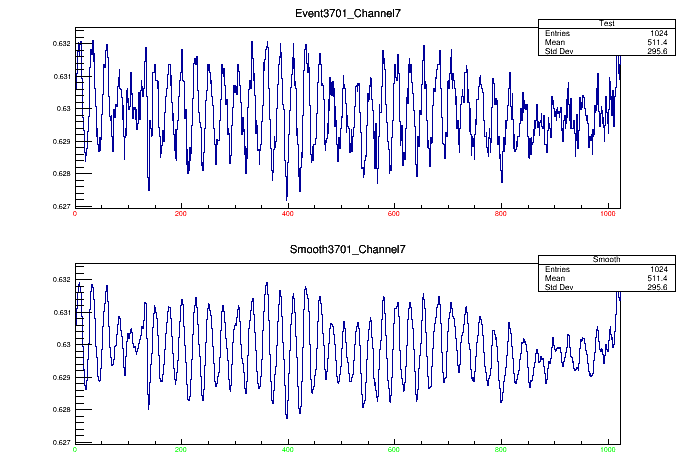 Event3701_Channel7
Test
Entries 1024
Mean 511.4
Std Dev 295.6
0.632
0.631
0.63
0.629
0.628
0.627
0 200 400 600 800 1000
Smooth3701_Channel7
Smooth
Entries 1024
Mean 511.4
Std Dev 295.6
0.632
0.631
0.63
0.629
0.628
0.627
0 200 400 600 800 1000